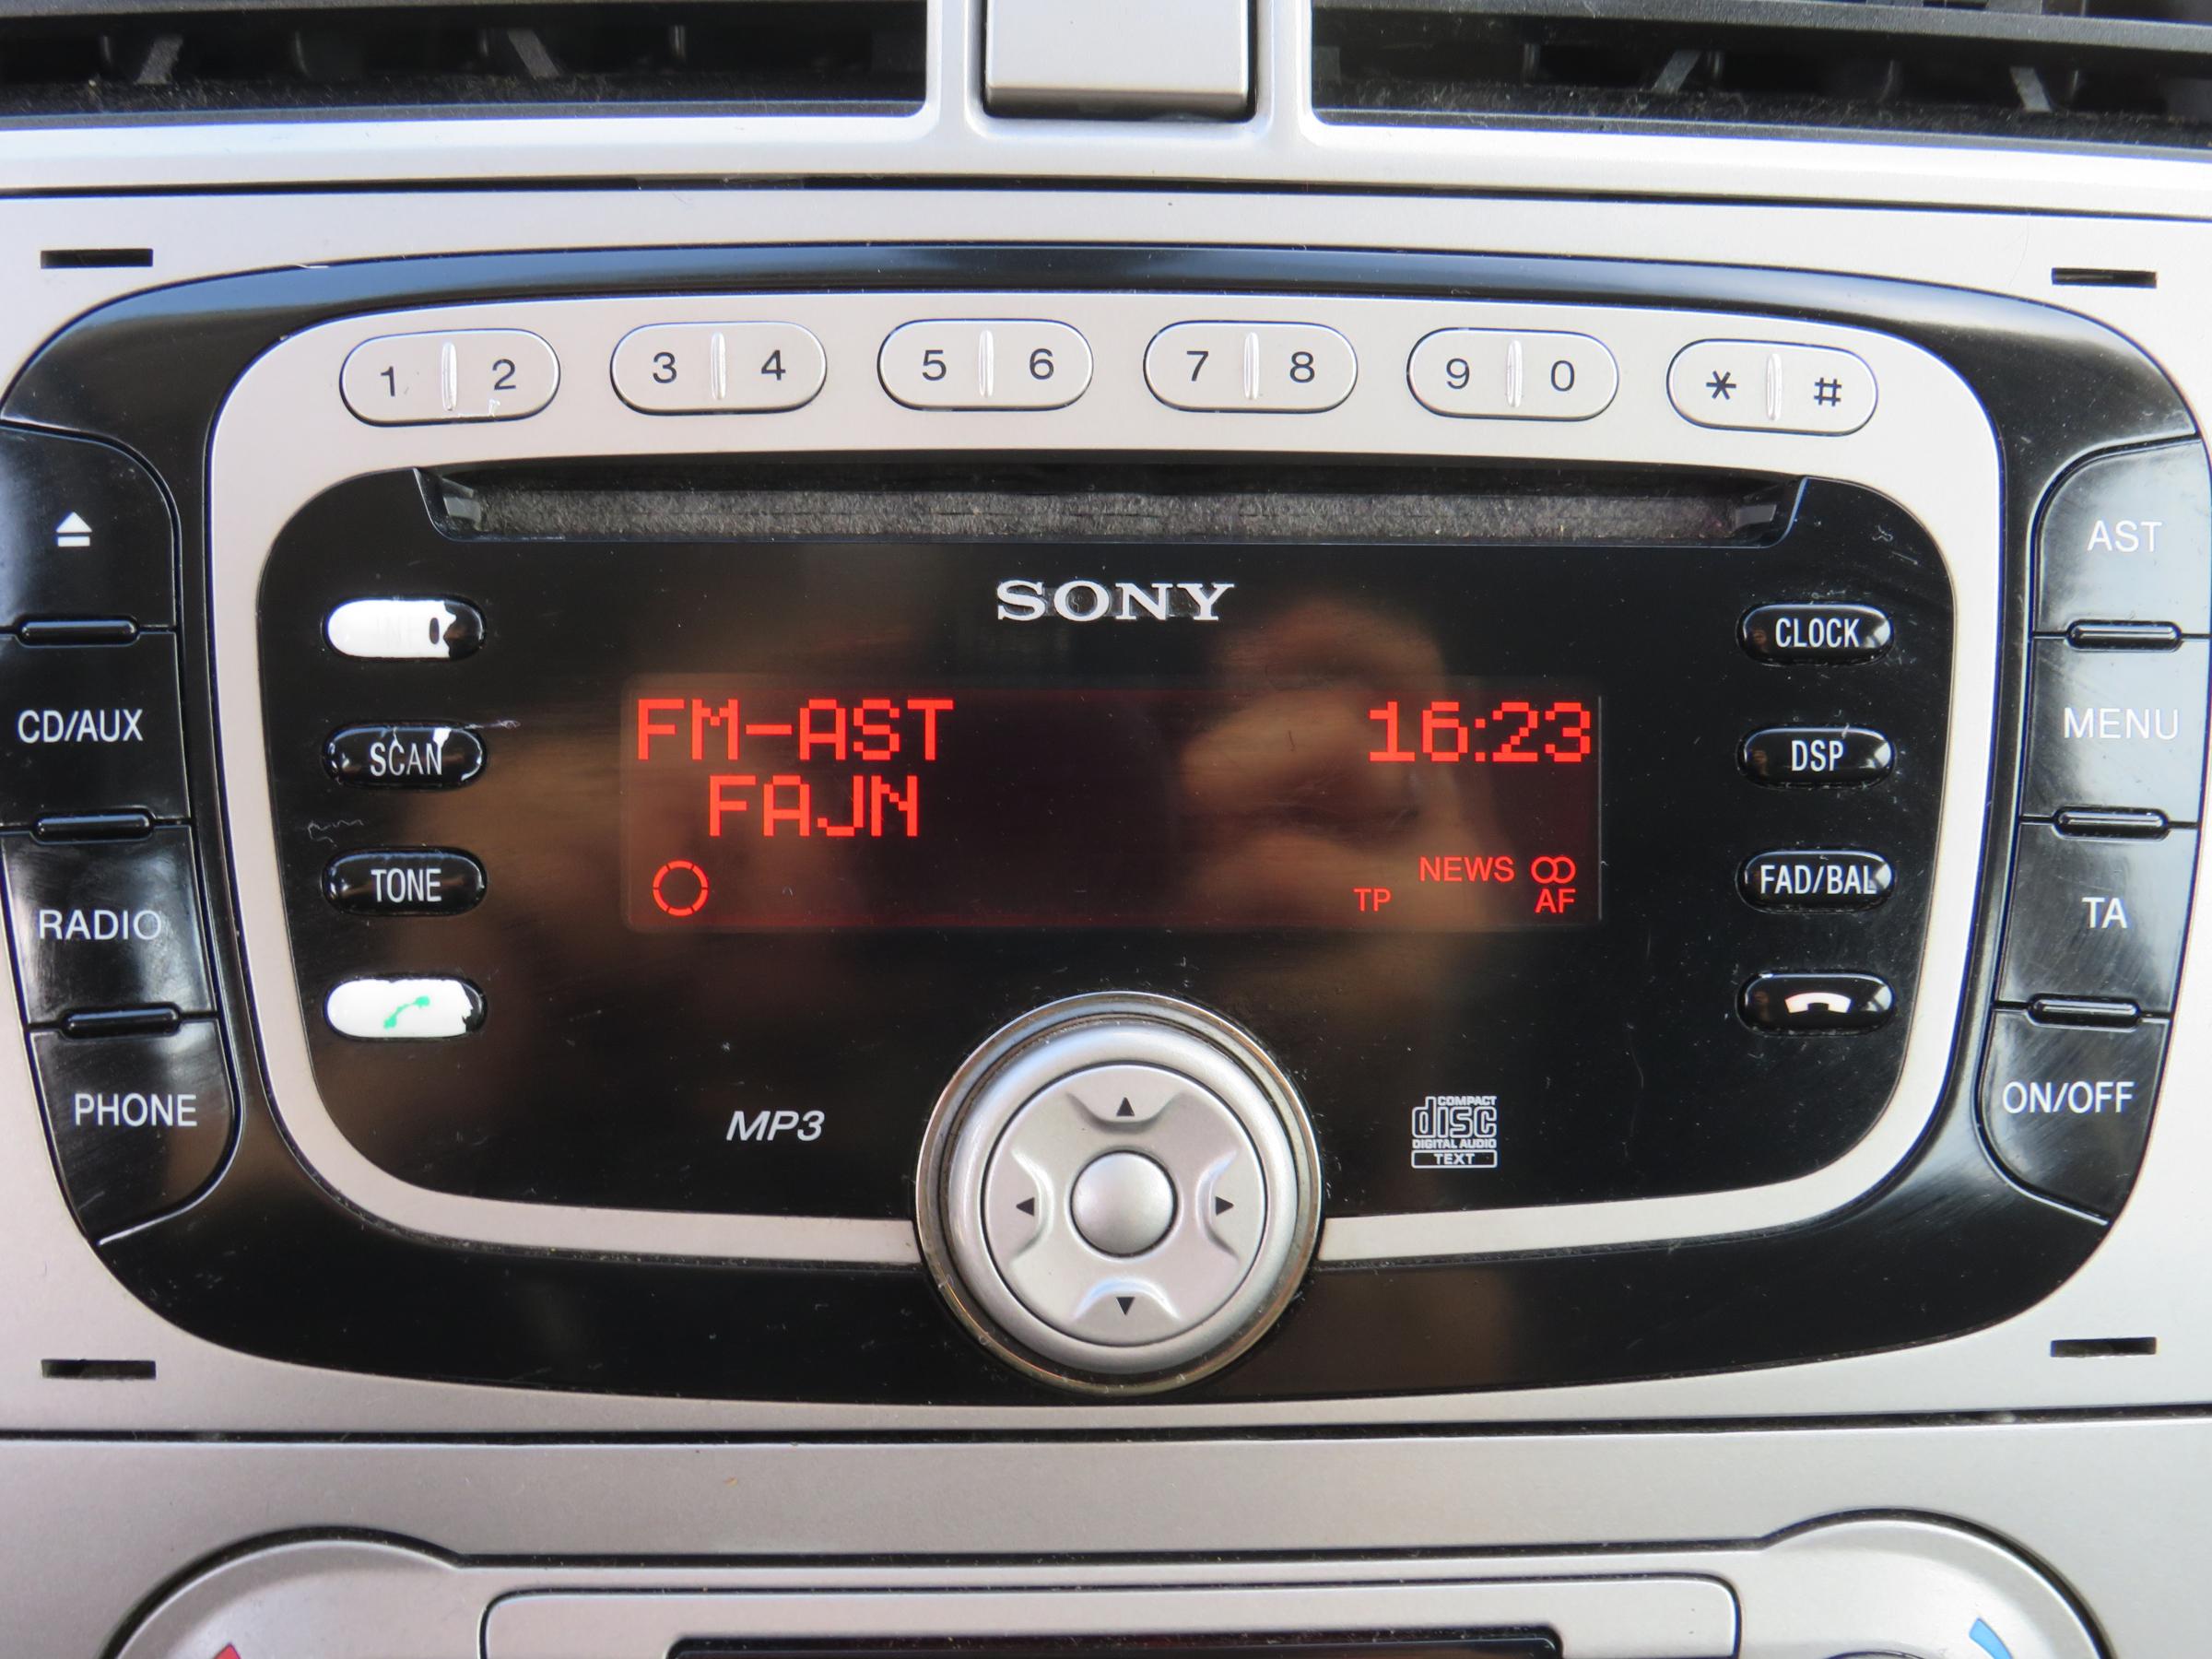 1 2 3 4 5 6 7 8 9 0 * #
SONY
AST
CLOCK
FM-AST 16:23
CD/AUX
SCAN
DSP
MENU
FAJN
NEWS
TP AF
TONE
FAD/BAL
RADIO
TA
PHONE
MP3
COMPACT
disc
DIGITAL AUDIO
TEXT
ON/OFF